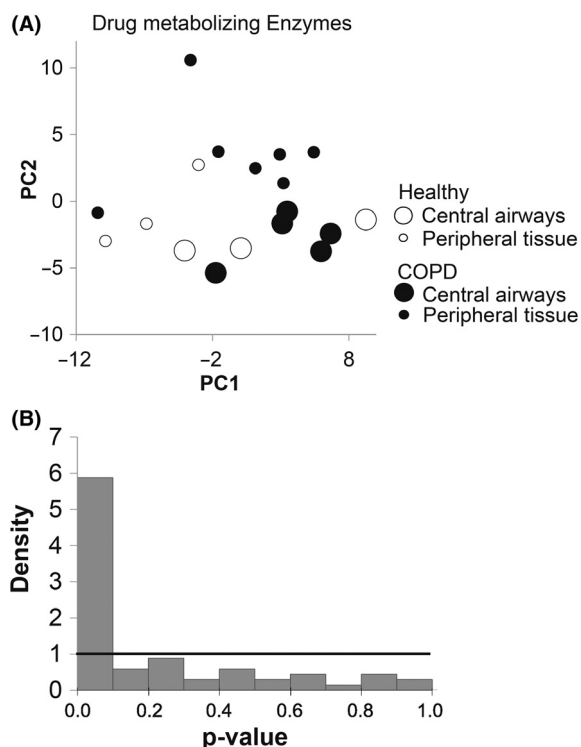 (A) Drug metabolizing Enzymes
10
5
0
−5
−10
PC2
−12 −2 8
PC1
Healthy
Central airways
Peripheral tissue
COPD
Central airways
Peripheral tissue
(B)
7
6
5
4
3
2
1
0
Density
0.0 0.2 0.4 0.6 0.8 1.0
p-value